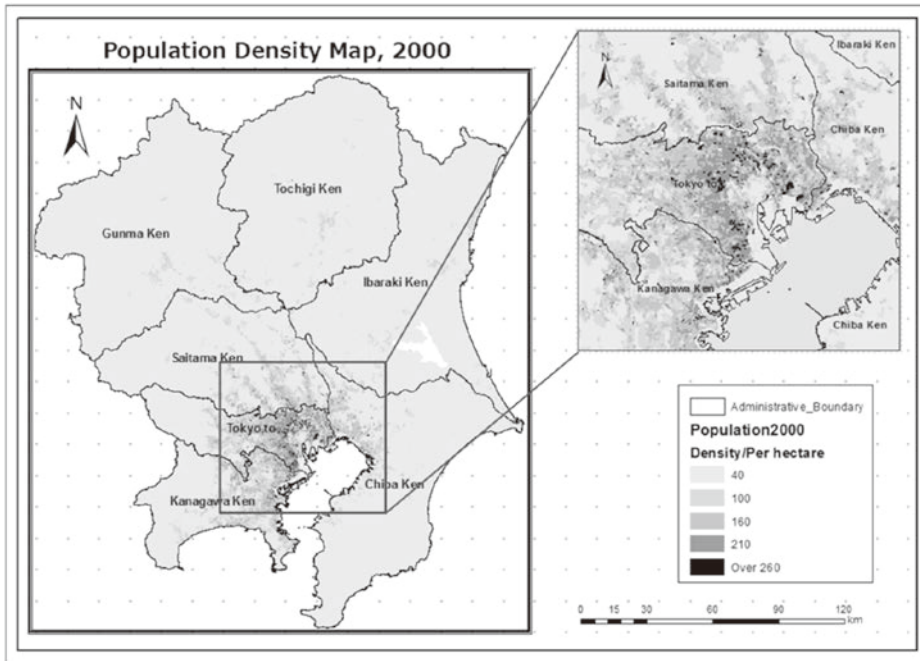 Population Density Map, 2000
N
Tochigi Ken
Gunma Ken
Ibaraki Ken
Saitama Ken
Tokyo to
Kanagawa Ken
Chiba Ken
N
Ibaraki Ken
Saitama Ken
Chiba Ken
Tokyo to
Kanagawa Ken
Chiba Ken
Administrative_Boundary
Population2000
Density/Per hectare
40
100
160
210
Over 260
0 15 30 60 90 120
km